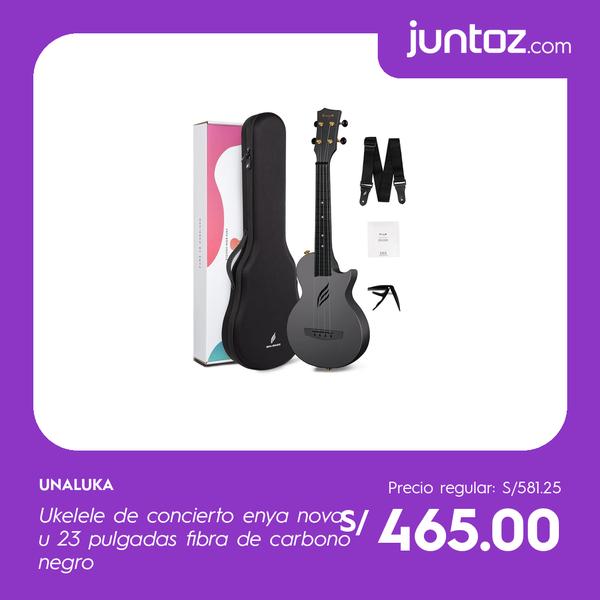 juntoz.com
UNALUKA
Precio regular: S/581.25
Ukelele de concierto enya nova
u 23 pulgadas fibra de carbono
negro
S/ 465.00